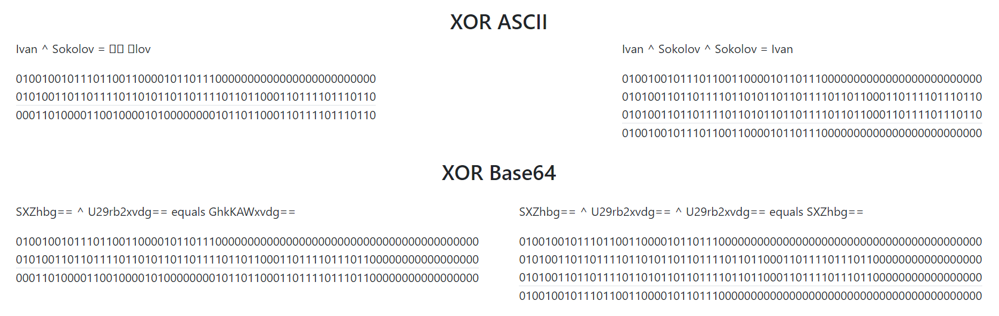 XOR ASCII
Ivan ^ Sokolov = ▯▯ ▯lov
01001001011101100110000101101110000000000000000000000000
01010011011011110110101101101111011011000110111101110110
00011010000110010000101000000001011011000110111101110110
Ivan ^ Sokolov ^ Sokolov = Ivan
01001001011101100110000101101110000000000000000000000000
01010011011011110110101101101111011011000110111101110110
01010011011011110110101101101111011011000110111101110110
01001001011101100110000101101110000000000000000000000000
XOR Base64
SXZhbg== ^ U29rb2xvdg== equals GhkKAWxvdg==
010010010111011001100001011011100000000000000000000000000000000000000000
010100110110111101101011011011110110110001101111011101100000000000000000
000110100001100100001010000000010110110001101111011101100000000000000000
SXZhbg== ^ U29rb2xvdg== ^ U29rb2xvdg== equals SXZhbg==
010010010111011001100001011011100000000000000000000000000000000000000000
010100110110111101101011011011110110110001101111011101100000000000000000
010100110110111101101011011011110110110001101111011101100000000000000000
010010010111011001100001011011100000000000000000000000000000000000000000